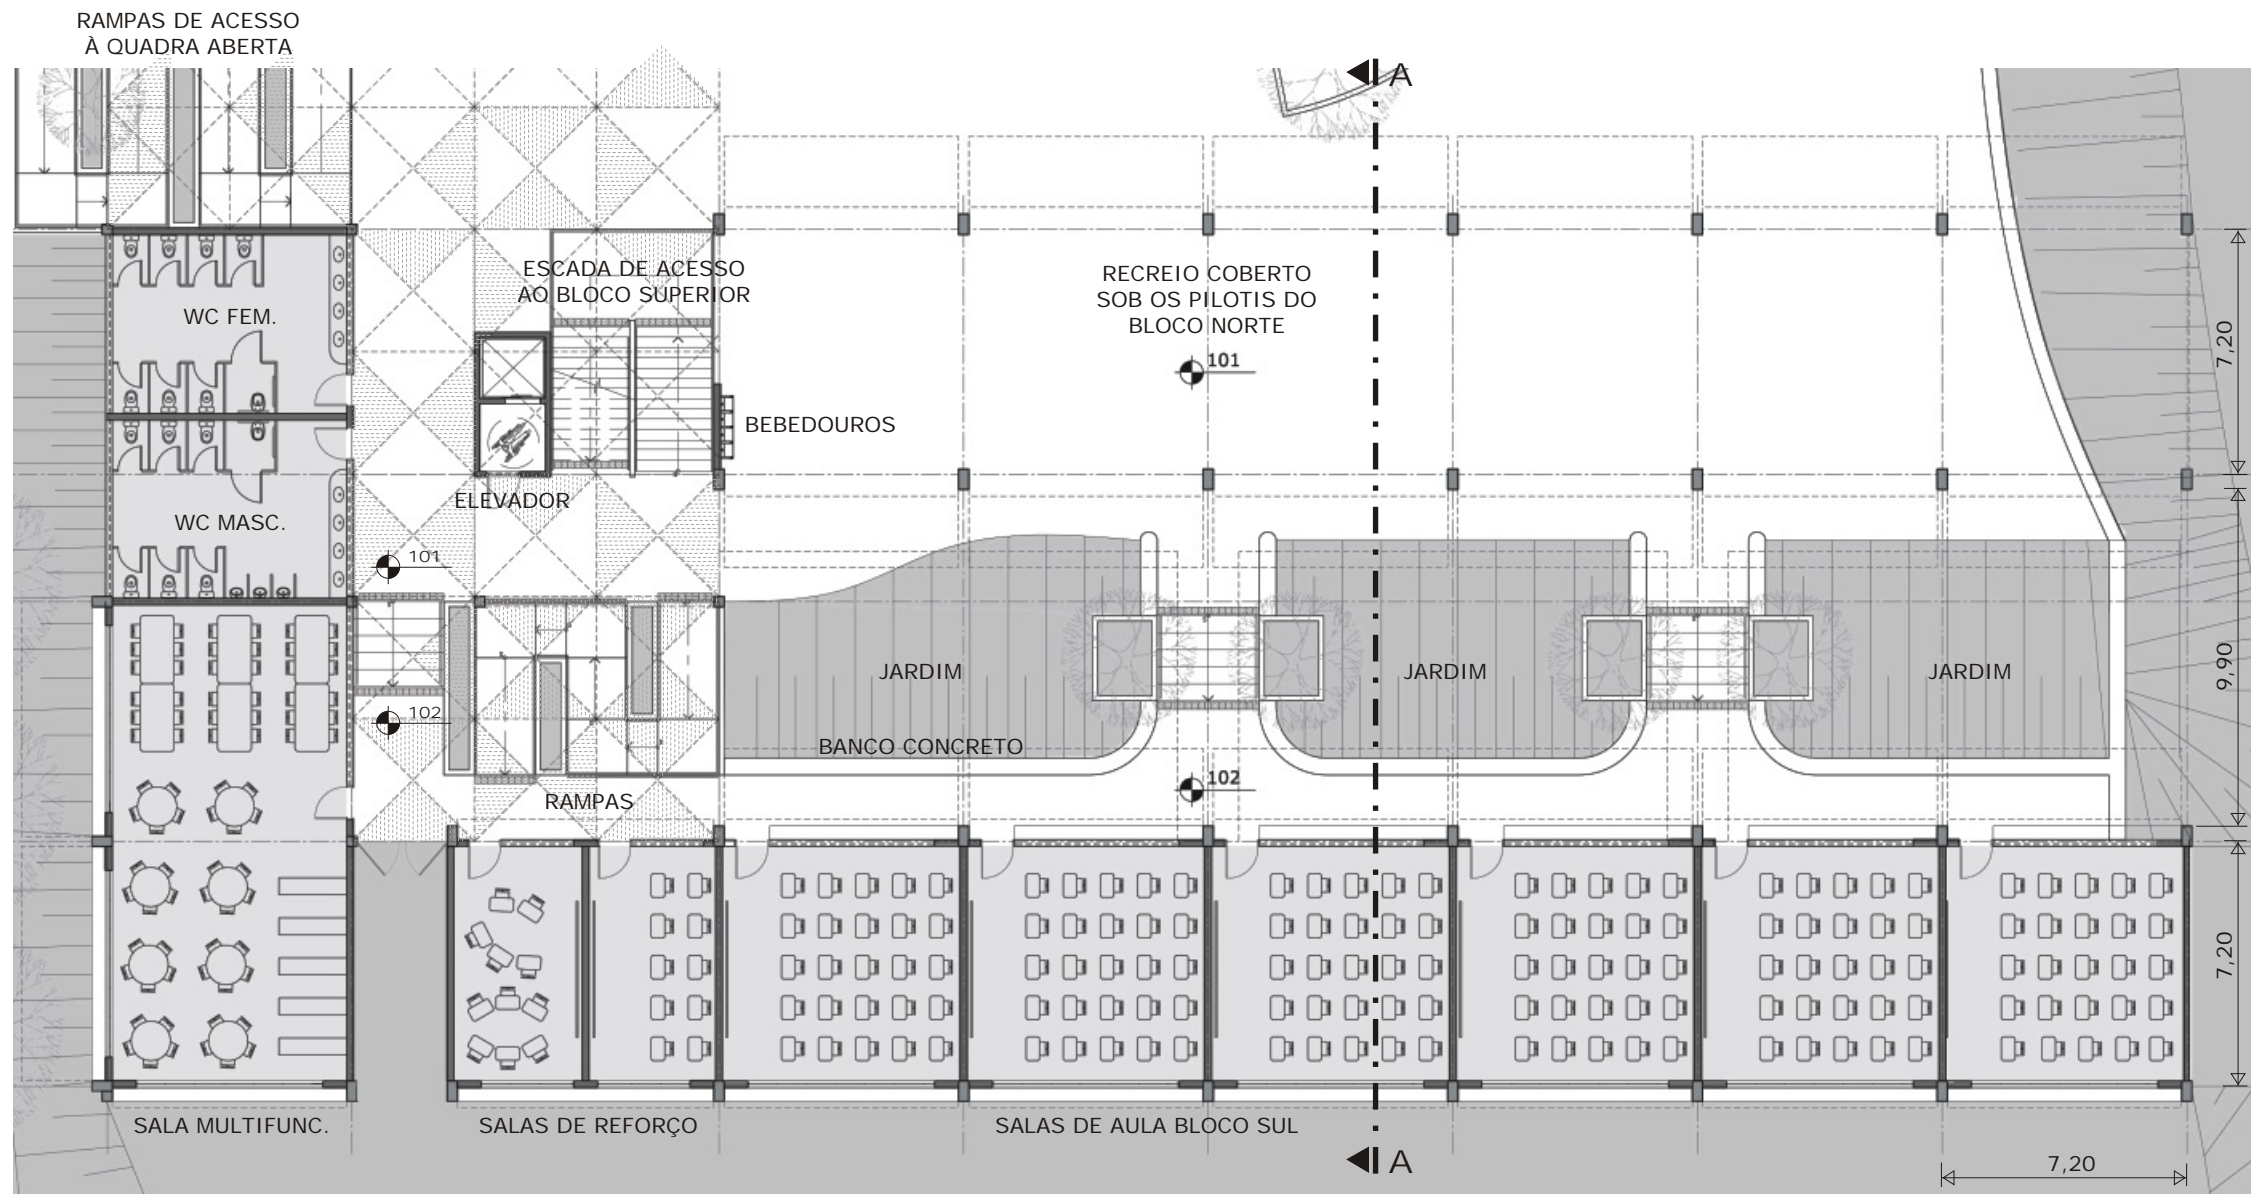 RAMPAS DE ACESSO
À QUADRA ABERTA
A
ESCADA DE ACESSO
AO BLOCO SUPERIOR
RECREIO COBERTO
SOB OS PILOTIS DO
BLOCO NORTE
WC FEM.
101
7,20
BEBEDOUROS
ELEVADOR
WC MASC.
101
JARDIM
JARDIM
JARDIM
9,90
102
BANCO CONCRETO
102
RAMPAS
7,20
SALA MULTIFUNC.
SALAS DE REFORÇO
SALAS DE AULA BLOCO SUL
A
7,20